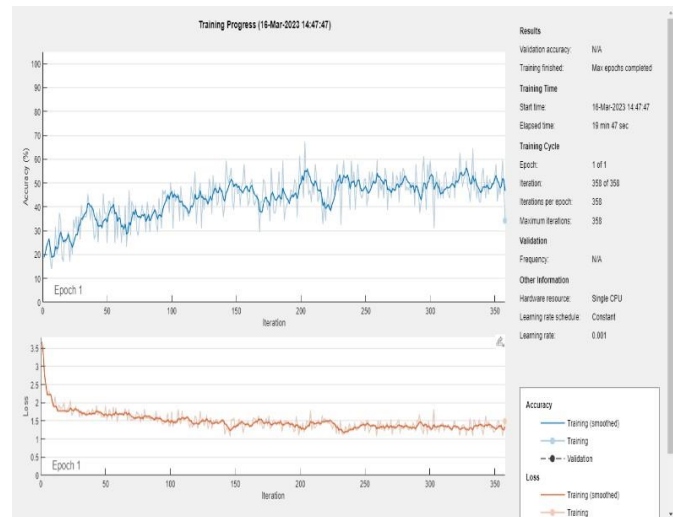 Training Progress (16-Mar-2023 14:47:47)
100
90
80
70
60
50
40
30
20
10
0
Accuracy (%)
Epoch 1
0 50 100 150 200 250 300 350
Iteration
3.5
3
2.5
2
1.5
1
0.5
0
Loss
Epoch 1
0 50 100 150 200 250 300 350
Iteration
Results
Validation accuracy: N/A
Training finished: Max epochs completed
Training Time
Start time: 16-Mar-2023 14:47:47
Elapsed time: 19 min 47 sec
Training Cycle
Epoch: 1 of 1
Iteration: 358 of 358
Iterations per epoch: 358
Maximum iterations: 358
Validation
Frequency: N/A
Other Information
Hardware resource: Single CPU
Learning rate schedule: Constant
Learning rate: 0.001
Accuracy
Training (smoothed)
Training
Validation
Loss
Training (smoothed)
Training